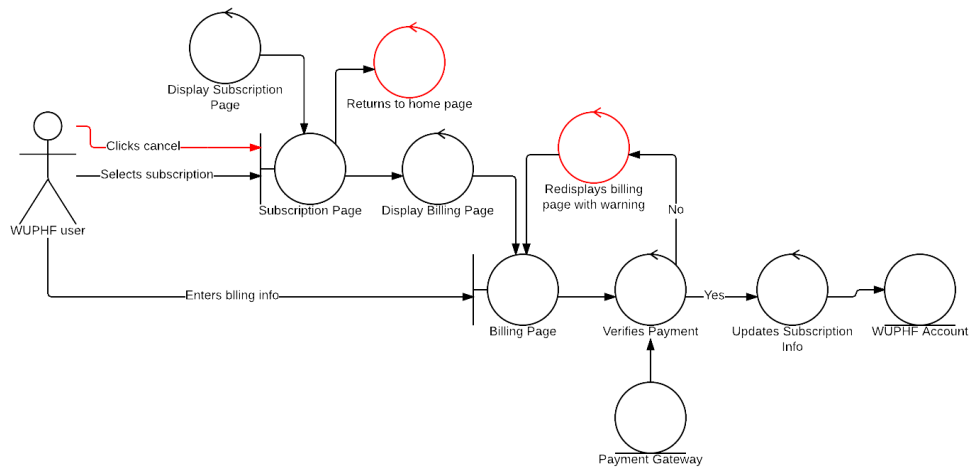 Display Subscription
Page
Returns to home page
Clicks cancel
Selects subscription
WUPHF user
Subscription Page
Display Billing Page
Redisplays billing
page with warning
No
Enters blling info
Billing Page
Verifies Payment
Yes
Updates Subscription
Info
WUPHF Account
Payment Gateway